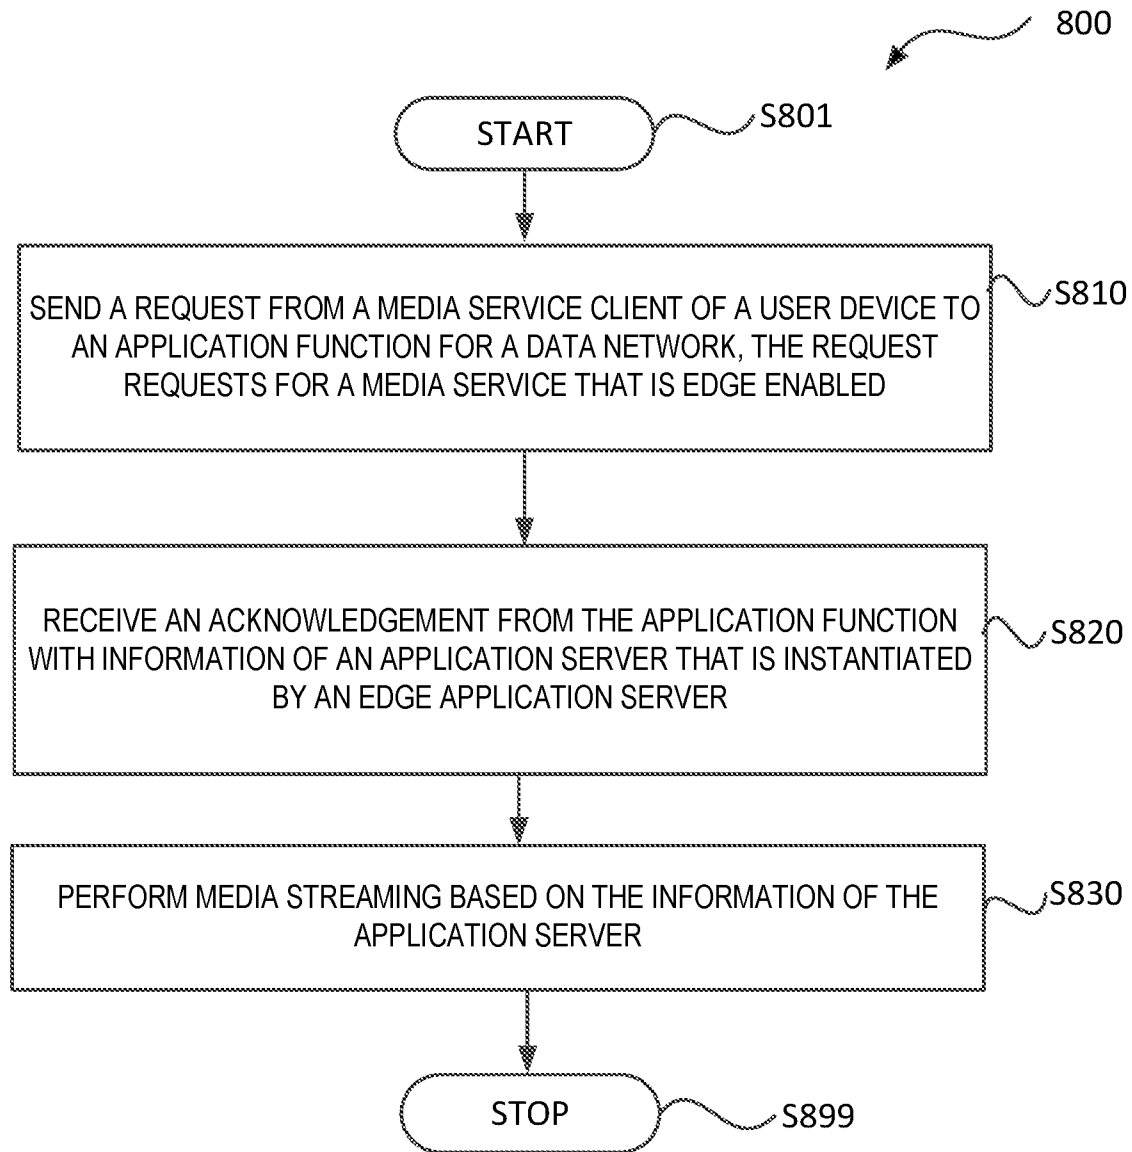 800
START
S801
SEND A REQUEST FROM A MEDIA SERVICE CLIENT OF A USER DEVICE TO
AN APPLICATION FUNCTION FOR A DATA NETWORK, THE REQUEST
REQUESTS FOR A MEDIA SERVICE THAT IS EDGE ENABLED
S810
RECEIVE AN ACKNOWLEDGEMENT FROM THE APPLICATION FUNCTION
WITH INFORMATION OF AN APPLICATION SERVER THAT IS INSTANTIATED
BY AN EDGE APPLICATION SERVER
S820
PERFORM MEDIA STREAMING BASED ON THE INFORMATION OF THE
APPLICATION SERVER
S830
STOP
S899